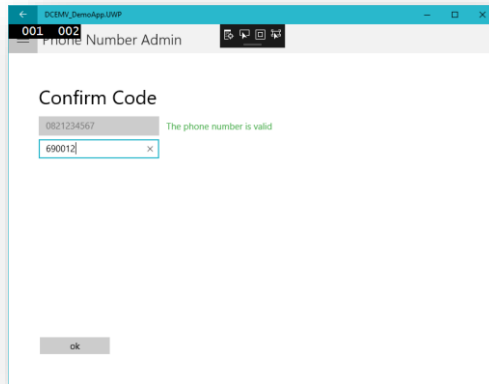 DCEMV_DemoApp.UWP
001 002
Phone Number Admin
Confirm Code
0821234567 The phone number is valid
690012
ok